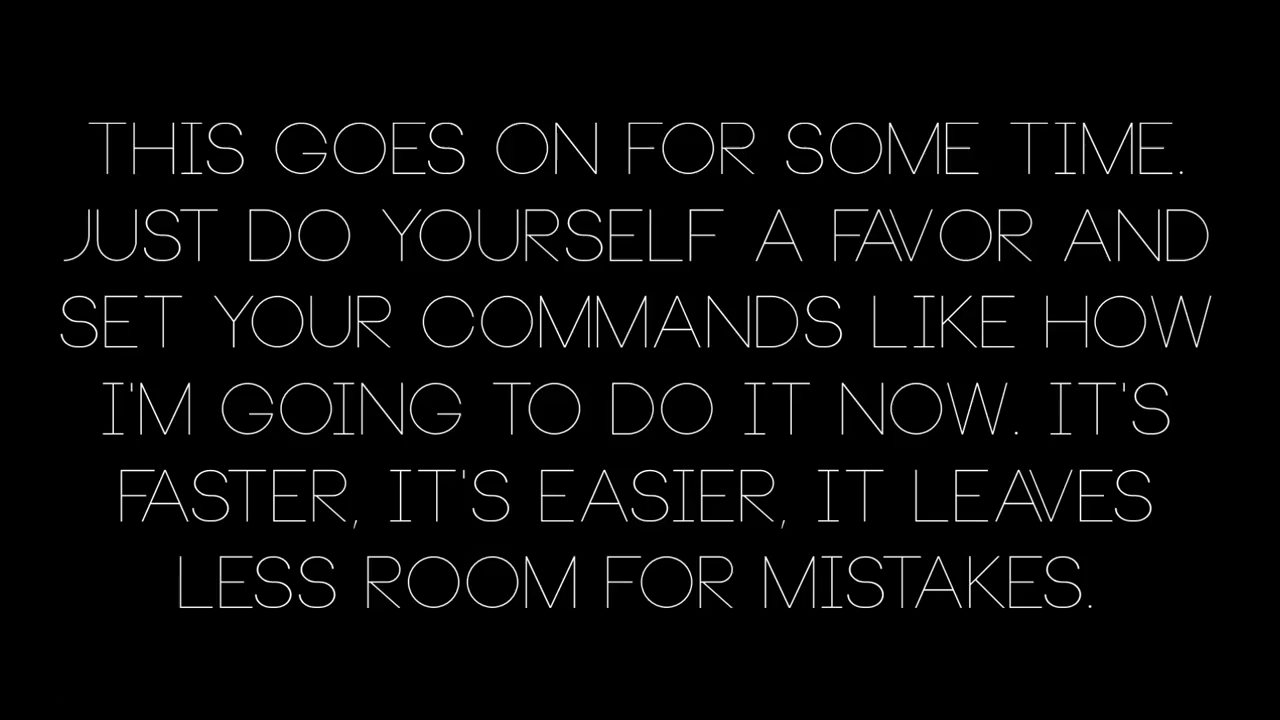 THIS GOES ON FOR SOME TIME.
JUST DO YOURSELF A FAVOR AND
SET YOUR COMMANDS LIKE HOW
I'M GOING TO DO IT NOW. IT'S
FASTER, IT'S EASIER, IT LEAVES
LESS ROOM FOR MISTAKES.